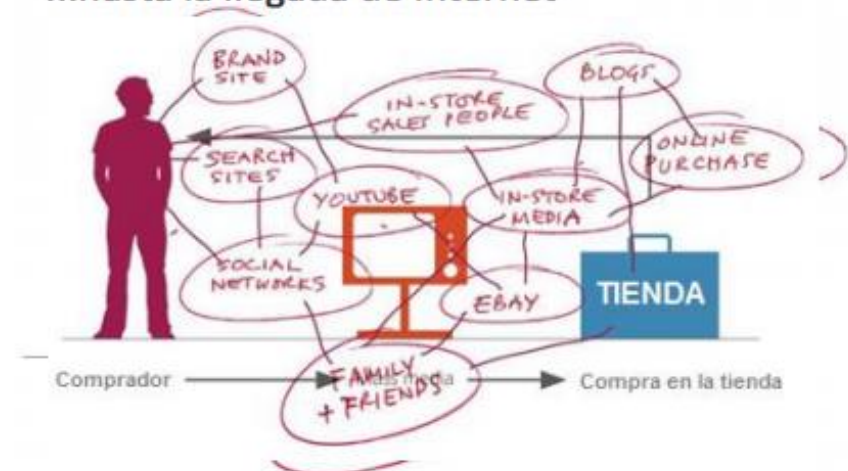 BRAND
SITE
BLOGS
IN-STORE
SALES PEOPLE
ONLINE
PURCHASE
SEARCH
SITES
YOUTUBE
IN-STORE
MEDIA
SOCIAL
NETWORKS
EBAY
TIENDA
Comprador
FAMILY
+ FRIENDS
Compra en la tienda